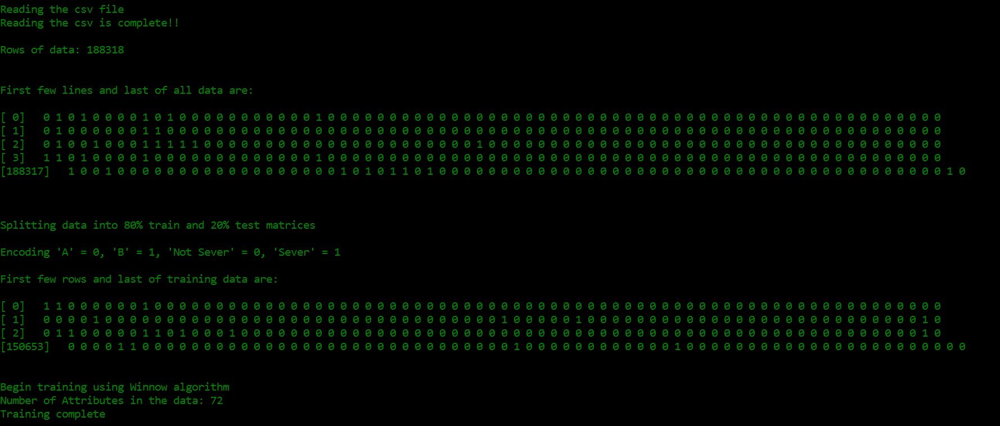 Reading the csv file
Reading the csv is complete!!
Rows of data: 188318
First few lines and last of all data are:
[ 0] 0 1 0 1 0 0 0 0 1 0 1 0 0 0 0 0 0 0 0 0 0 0 1 0 0 0 0 0 0 0 0 0 0 0 0 0 0 0 0 0 0 0 0 0 0 0 0 0 0 0 0 0 0 0 0 0 0 0 0 0 0 0 0 0 0 0 0 0 0 0 0 0 0
[ 1] 0 1 0 0 0 0 0 0 1 1 0 0 0 0 0 0 0 0 0 0 0 0 0 0 0 0 0 0 0 0 0 0 0 0 0 0 0 0 0 0 0 0 0 0 0 0 0 0 0 0 0 0 0 0 0 0 0 0 0 0 0 0 0 0 0 0 0 0 0 0 0 0 0
[ 2] 0 1 0 0 1 0 0 0 1 1 1 1 1 0 0 0 0 0 0 0 0 0 0 0 0 0 0 0 0 0 0 0 0 0 0 1 0 0 0 0 0 0 0 0 0 0 0 0 0 0 0 0 0 0 0 0 0 0 0 0 0 0 0 0 0 0 0 0 0 0 0 0 0
[ 3] 1 1 0 1 0 0 0 0 1 0 0 0 0 0 0 0 0 0 0 0 0 0 1 0 0 0 0 0 0 0 0 0 0 0 0 0 0 0 0 0 0 0 0 0 0 0 0 0 0 0 0 0 0 0 0 0 0 0 0 0 0 0 0 0 0 0 0 0 0 0 0 0 0
[188317] 1 0 0 1 0 0 0 0 0 0 0 0 0 0 0 0 0 0 0 0 0 0 1 0 1 0 1 1 0 1 0 0 0 0 0 0 0 0 0 0 0 0 0 0 0 0 0 0 0 0 0 0 0 0 0 0 0 0 0 0 0 0 0 0 0 0 0 0 0 0 0 1 0
Splitting data into 80% train and 20% test matrices
Encoding 'A' = 0, 'B' = 1, 'Not Sever' = 0, 'Sever' = 1
First few rows and last of training data are:
[ 0] 1 1 0 0 0 0 0 0 1 0 0 0 0 0 0 0 0 0 0 0 0 0 0 0 0 0 0 0 0 0 0 0 0 0 0 0 0 0 0 0 0 0 0 0 0 0 0 0 0 0 0 0 0 0 0 0 0 0 0 0 0 0 0 0 0 0 0 0 0 0 0 0 0
[ 1] 0 0 0 0 1 0 0 0 0 0 0 0 0 0 0 0 0 0 0 0 0 0 0 0 0 0 0 0 0 0 0 0 0 0 0 0 0 1 0 0 0 0 0 1 0 0 0 0 0 0 0 0 0 0 0 0 0 0 0 0 0 0 0 0 0 0 0 0 0 0 0 1 0
[ 2] 0 1 1 0 0 0 0 0 1 1 0 1 0 0 0 1 0 0 0 0 0 0 0 0 0 0 0 0 0 0 0 0 0 0 0 0 0 0 0 0 0 0 0 0 0 0 0 0 0 0 0 0 0 0 0 0 0 0 0 0 0 0 0 0 0 0 0 0 0 0 0 1 0
[150653] 0 0 0 0 1 1 0 0 0 0 0 0 0 0 0 0 0 0 0 0 0 0 0 0 0 0 0 0 0 0 0 0 0 0 0 0 1 0 0 0 0 0 0 0 0 0 0 0 0 1 0 0 0 0 0 0 0 0 0 0 0 0 0 0 0 0 0 0 0 0 0 0 0
Begin training using Winnow algorithm
Number of Attributes in the data: 72
Training complete